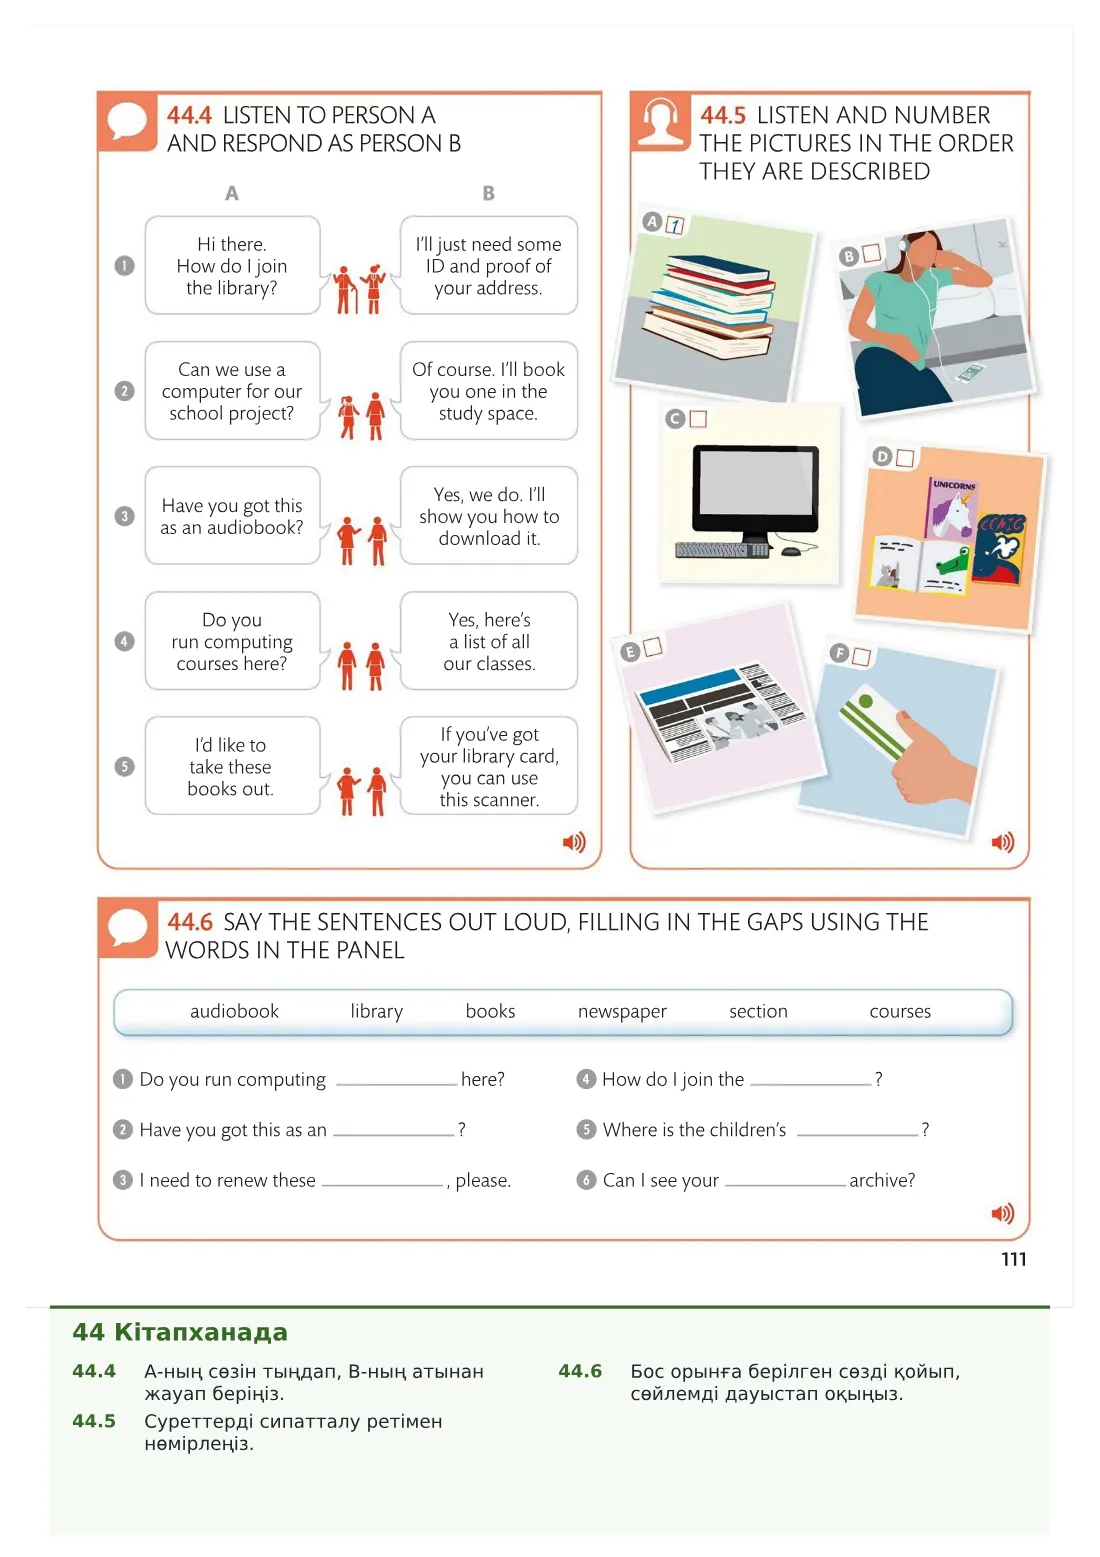 44.4 LISTEN TO PERSON A
AND RESPOND AS PERSON B
A
B
1
Hi there.
How do I join
the library?
I'll just need some
ID and proof of
your address.
2
Can we use a
computer for our
school project?
Of course. I'll book
you one in the
study space.
3
Have you got this
as an audiobook?
Yes, we do. I'll
show you how to
download it.
4
Do you
run computing
courses here?
Yes, here's
a list of all
our classes.
5
I'd like to
take these
books out.
If you've got
your library card,
you can use
this scanner.
44.5 LISTEN AND NUMBER
THE PICTURES IN THE ORDER
THEY ARE DESCRIBED
A 1
B
C
D
UNICORNS
COMIC
E
F
44.6 SAY THE SENTENCES OUT LOUD, FILLING IN THE GAPS USING THE
WORDS IN THE PANEL
audiobook library books newspaper section courses
1 Do you run computing ____________ here?
2 Have you got this as an ____________ ?
3 I need to renew these ____________ , please.
4 How do I join the ____________ ?
5 Where is the children's ____________ ?
6 Can I see your ____________ archive?
111
44 Кітапханада
44.4 А-ның сөзін тыңдап, В-ның атынан
жауап беріңіз.
44.5 Суреттерді сипатталу ретімен
нөмірлеңіз.
44.6 Бос орынға берілген сөзді қойып,
сөйлемді дауыстап оқыңыз.